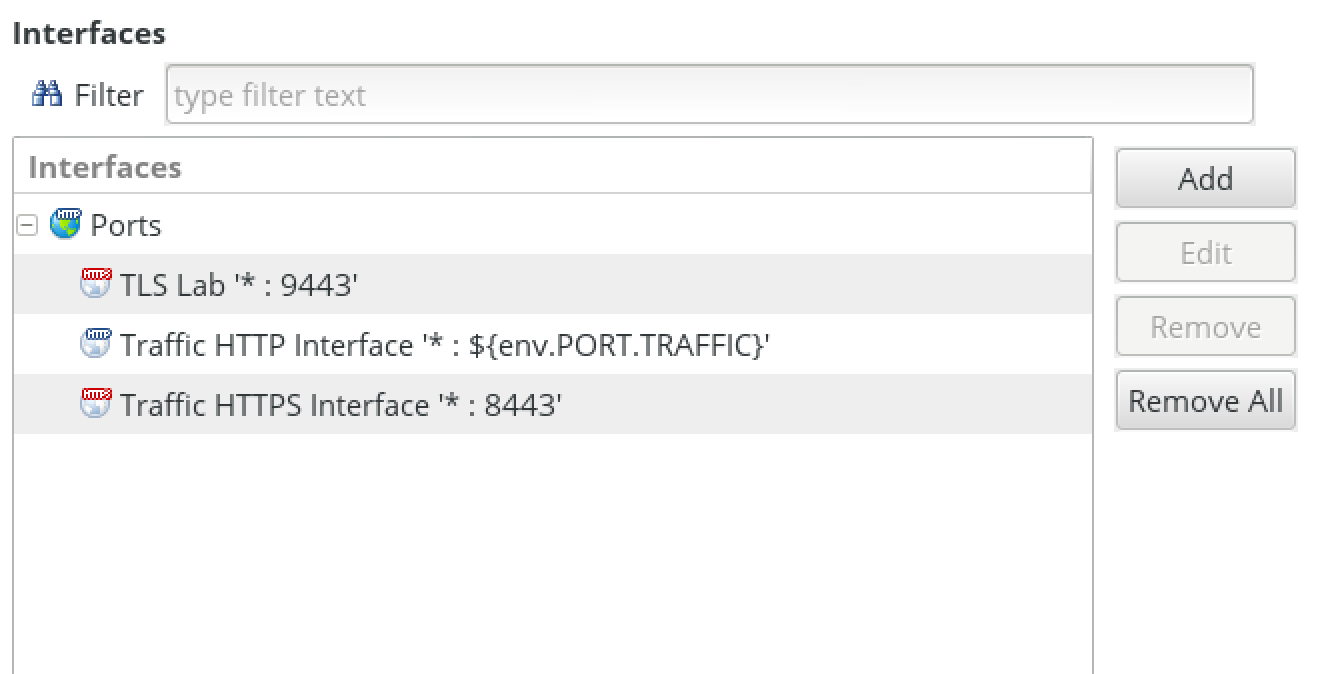 Interfaces
Filter type filter text
Interfaces
Add
Ports
Edit
TLS Lab '* : 9443'
Remove
Traffic HTTP Interface '* : ${env.PORT.TRAFFIC}'
Remove All
Traffic HTTPS Interface '* : 8443'